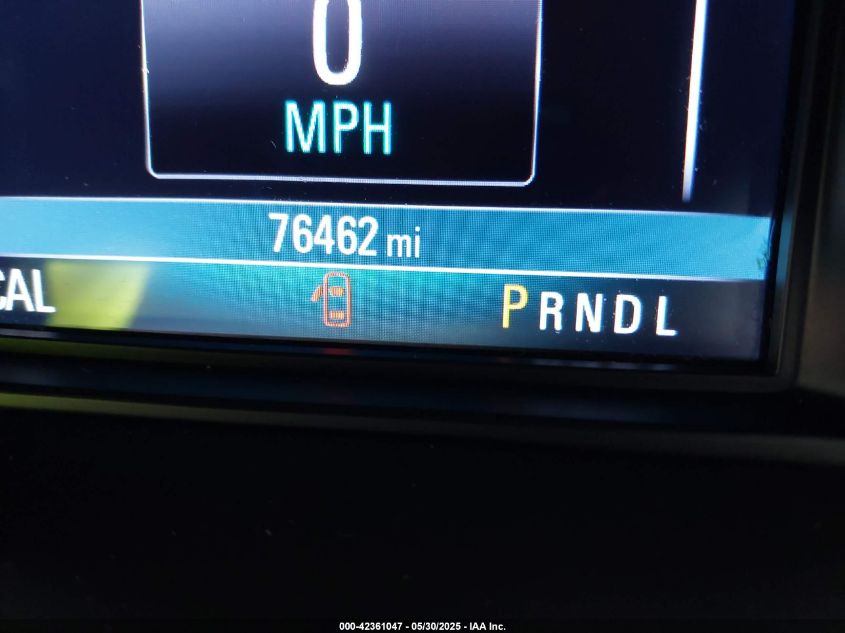 0
MPH
76462 mi
CAL
PRNDL
000-42361047 - 05/30/2025 - IAA Inc.